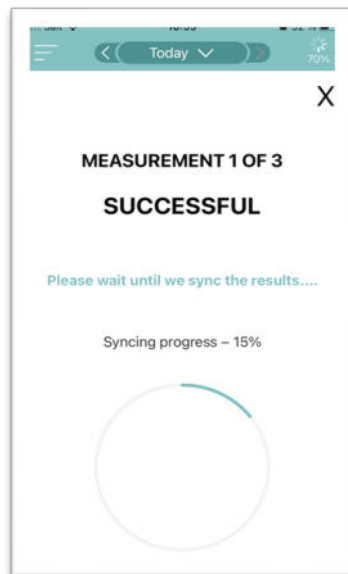 Today
70%
X
MEASUREMENT 1 OF 3
SUCCESSFUL
Please wait until we sync the results....
Syncing progress – 15%